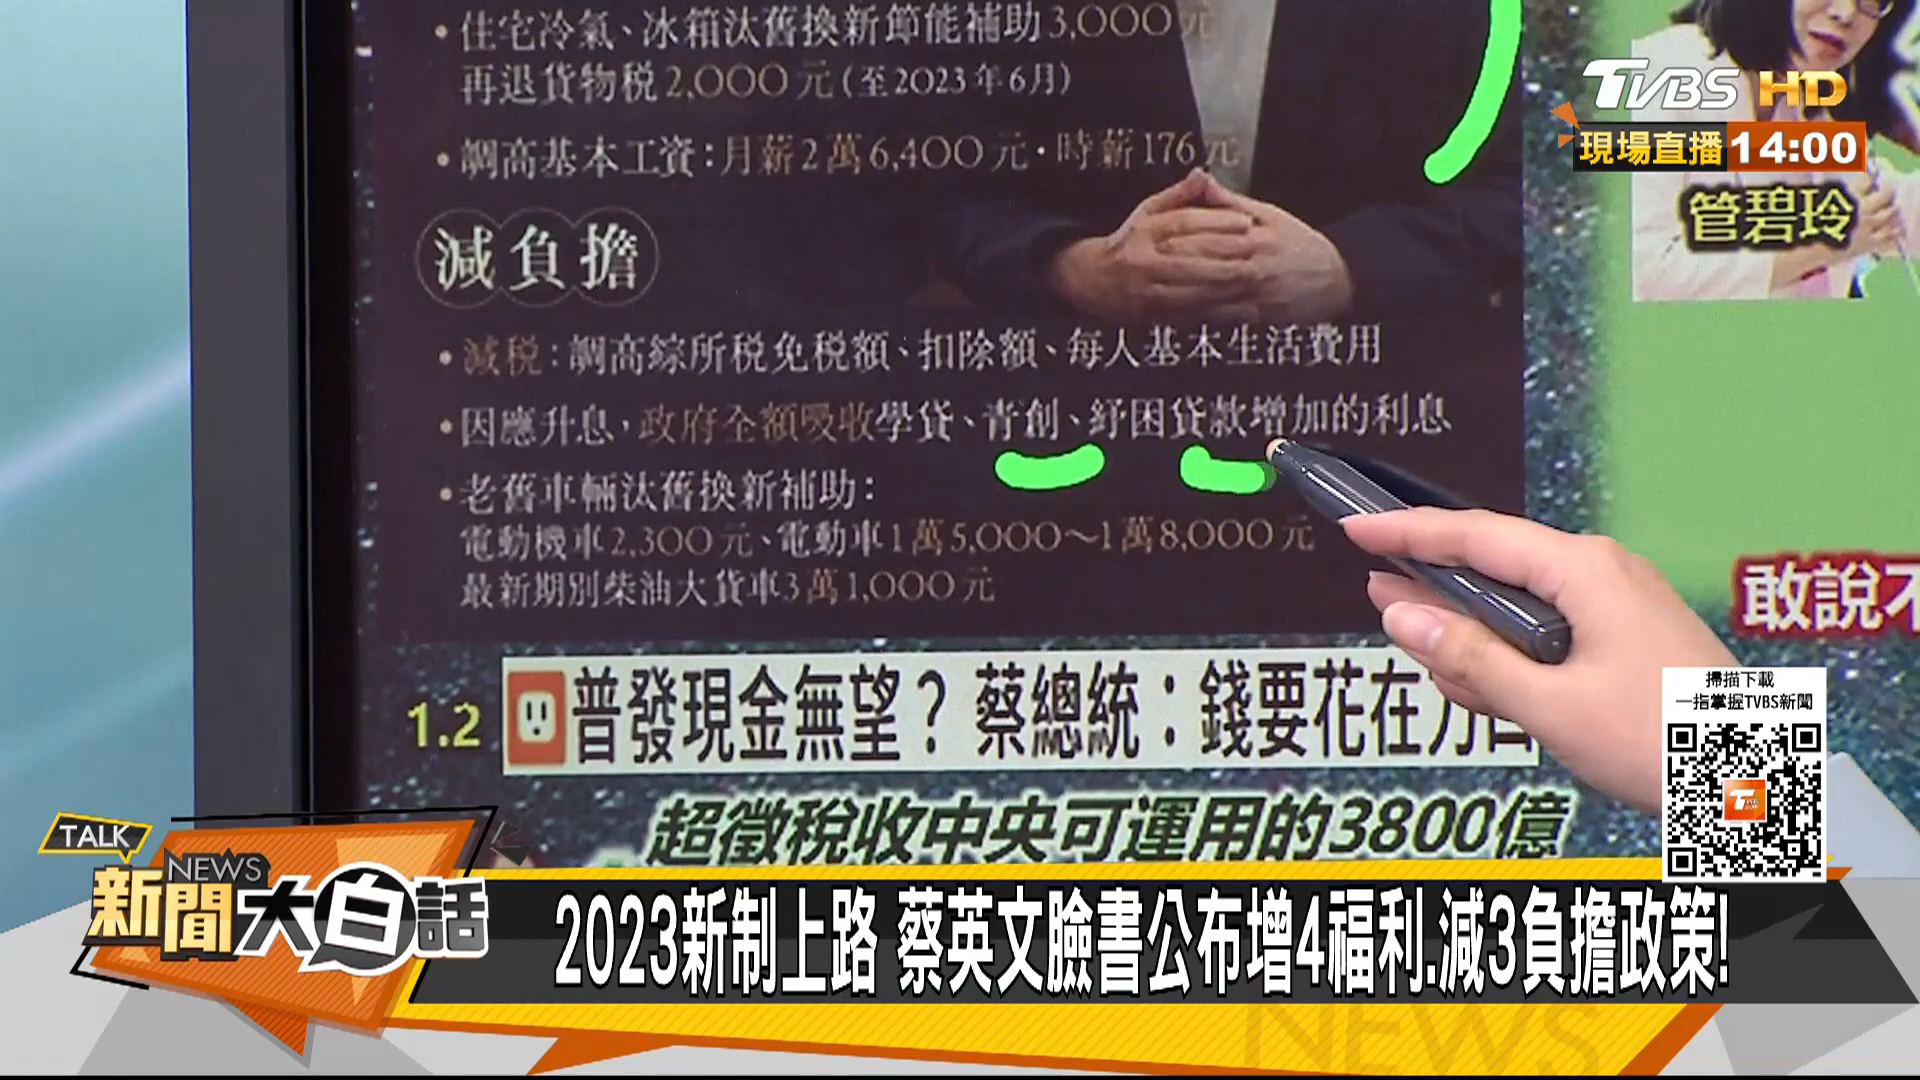 • 住宅冷氣、冰箱汰舊換新節能補助3,000元
再退貨物稅2,000元(至2023年6月)
• 調高基本工資:月薪2萬6,400元·時薪176元
減負擔
• 減稅:調高綜所稅免稅額、扣除額、每人基本生活費用
• 因應升息,政府全額吸收學貸、青創、紓困貸款增加的利息
• 老舊車輛汰舊換新補助:
電動機車2,300元、電動車1萬5,000~1萬8,000元
最新期別柴油大貨車3萬1,000元
1.2 普發現金無望? 蔡總統:錢要花在刀口
超徵稅收中央可運用的3800億
TVBS HD
現場直播 14:00
管碧玲
敢說不
掃描下載
一指掌握TVBS新聞
TVBS
TALK
NEWS
新聞大白話
2023新制上路 蔡英文臉書公布增4福利.減3負擔政策!
NEWS